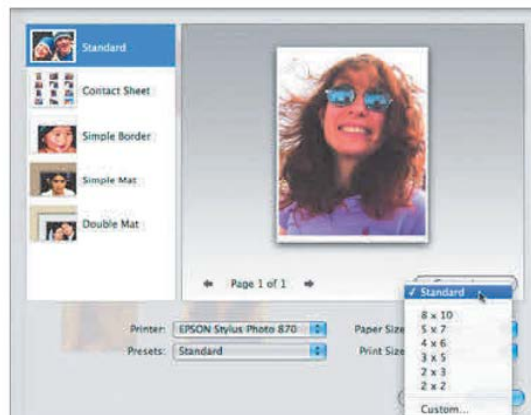 Standard
Contact Sheet
Simple Border
Simple Mat
Double Mat
Page 1 of 1
Printer: EPSON Stylus Photo 870
Presets: Standard
Paper Size
Print Size
✓ Standard
8 x 10
5 x 7
4 x 6
3 x 5
2 x 3
2 x 2
Custom...